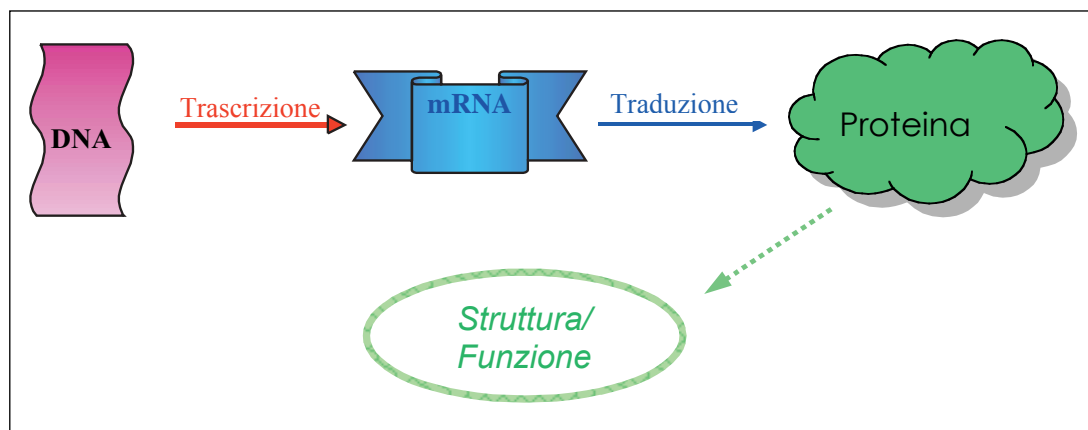 DNA
Trascrizione
mRNA
Traduzione
Proteina
Struttura/
Funzione